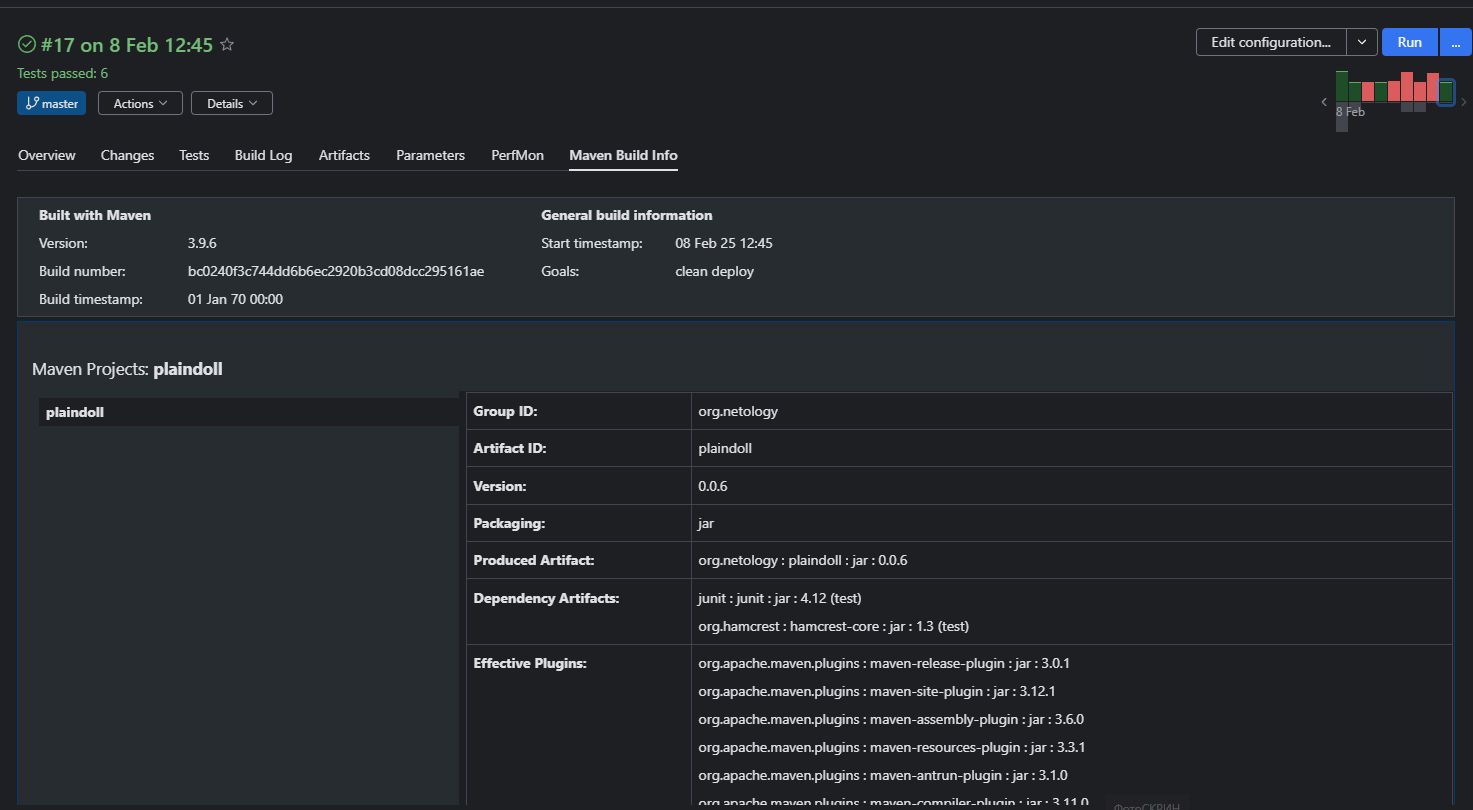 #17 on 8 Feb 12:45
Edit configuration...
Run
...
Tests passed: 6
master
Actions
Details
8 Feb
Overview
Changes
Tests
Build Log
Artifacts
Parameters
PerfMon
Maven Build Info
Built with Maven
Version: 3.9.6
Build number: bc0240f3c744dd6b6ec2920b3cd08dcc295161ae
Build timestamp: 01 Jan 70 00:00
General build information
Start timestamp: 08 Feb 25 12:45
Goals: clean deploy
Maven Projects: plaindoll
plaindoll
Group ID: org.netology
Artifact ID: plaindoll
Version: 0.0.6
Packaging: jar
Produced Artifact: org.netology : plaindoll : jar : 0.0.6
Dependency Artifacts: junit : junit : jar : 4.12 (test)
org.hamcrest : hamcrest-core : jar : 1.3 (test)
Effective Plugins: org.apache.maven.plugins : maven-release-plugin : jar : 3.0.1
org.apache.maven.plugins : maven-site-plugin : jar : 3.12.1
org.apache.maven.plugins : maven-assembly-plugin : jar : 3.6.0
org.apache.maven.plugins : maven-resources-plugin : jar : 3.3.1
org.apache.maven.plugins : maven-antrun-plugin : jar : 3.1.0
org.apache.maven.plugins : maven-compiler-plugin : jar : 3.11.0
ФотоСКРИН